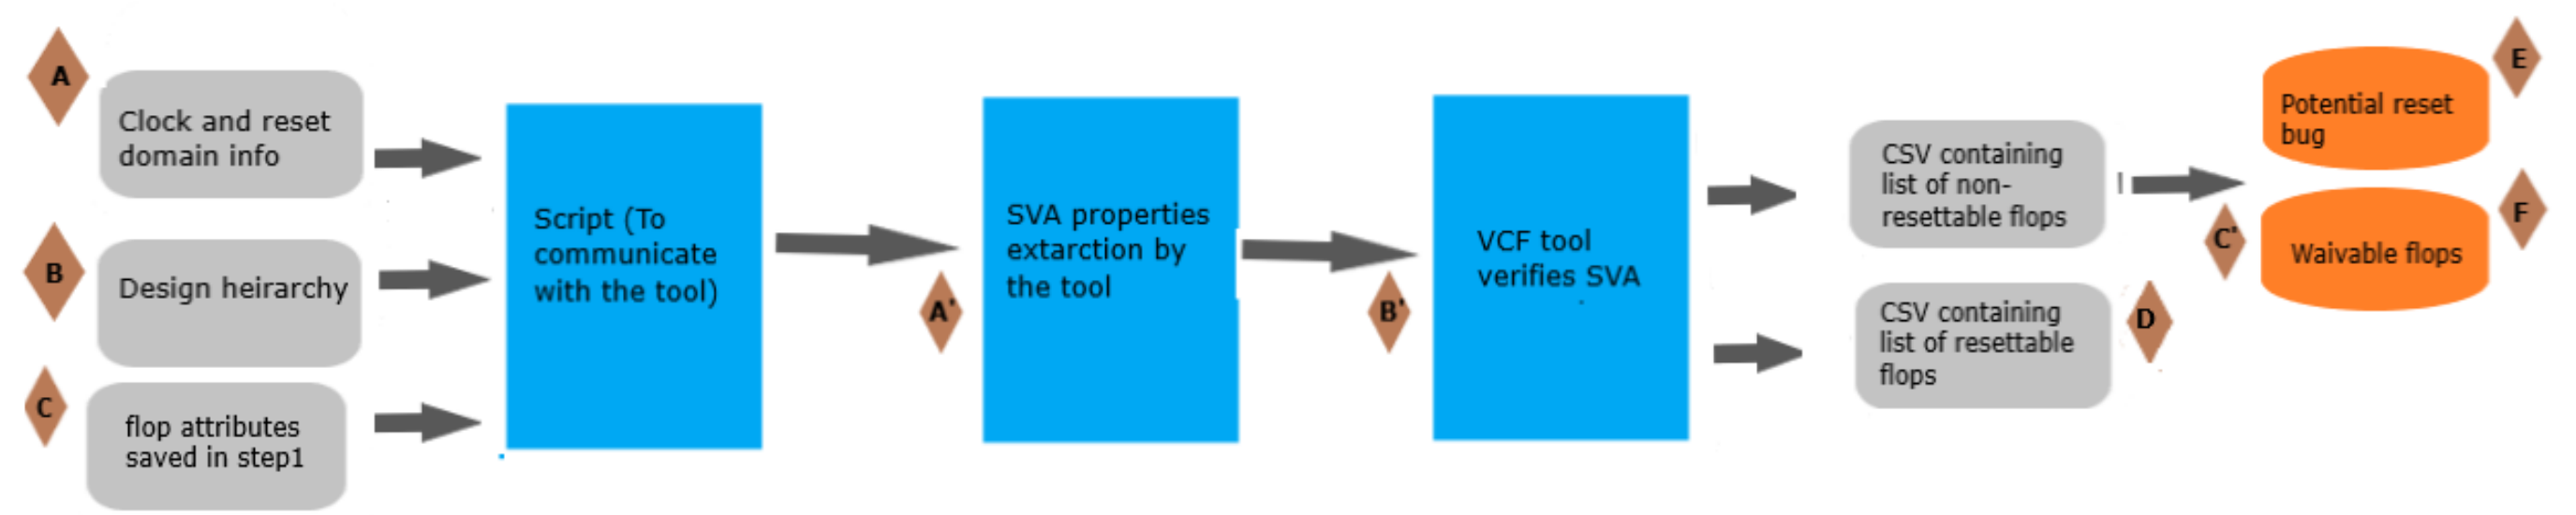 A
Clock and reset
domain info
B
Design heirarchy
C
flop attributes
saved in step1
Script (To
communicate
with the tool)
A'
SVA properties
extarction by
the tool
B'
VCF tool
verifies SVA
CSV containing
list of non-
resettable flops
CSV containing
list of resettable
flops
D
C'
Potential reset
bug
E
Waivable flops
F